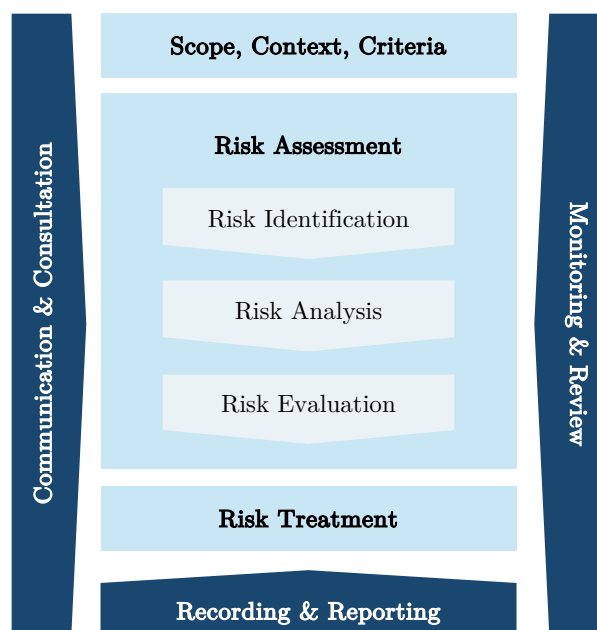 Scope, Context, Criteria
Communication & Consultation
Risk Assessment
Risk Identification
Risk Analysis
Risk Evaluation
Monitoring & Review
Risk Treatment
Recording & Reporting